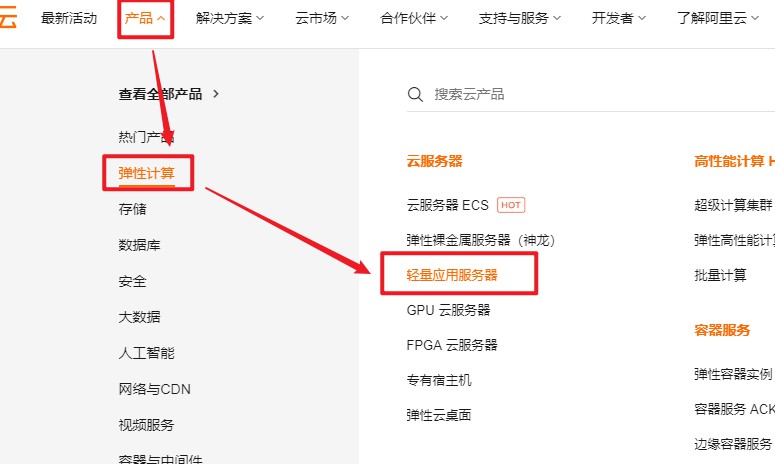 云 最新活动 产品 解决方案 云市场 合作伙伴 支持与服务 开发者 了解阿里云
查看全部产品
热门产品
弹性计算
存储
数据库
安全
大数据
人工智能
网络与CDN
视频服务
容器与中间件
搜索云产品
云服务器
云服务器 ECS HOT
弹性裸金属服务器（神龙）
轻量应用服务器
GPU 云服务器
FPGA 云服务器
专有宿主机
弹性云桌面
高性能计算 H
超级计算集群
弹性高性能计
批量计算
容器服务
弹性容器实例
容器服务 ACK
边缘容器服务